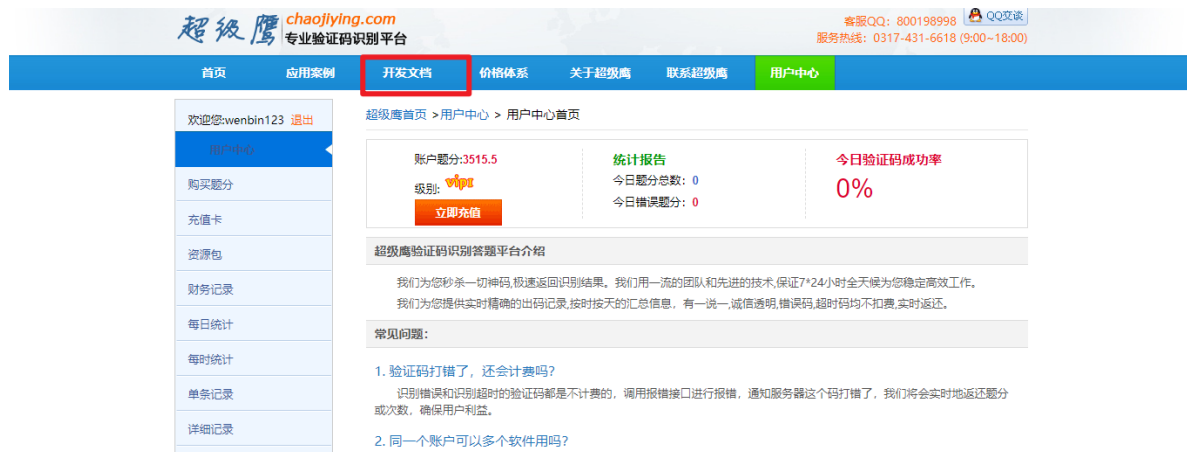 超级鹰 chaojiying.com
专业验证码识别平台
客服QQ：800198998 QQ交谈
服务热线：0317-431-6618 (9:00~18:00)
首页 应用案例 开发文档 价格体系 关于超级鹰 联系超级鹰 用户中心
欢迎您:wenbin123 退出
用户中心
购买题分
充值卡
资源包
财务记录
每日统计
每时统计
单条记录
详细记录
超级鹰首页 >用户中心 > 用户中心首页
账户题分:3515.5
级别: vip1
立即充值
统计报告
今日题分总数：0
今日错误题分：0
今日验证码成功率
0%
超级鹰验证码识别答题平台介绍
我们为您秒杀一切神码,极速返回识别结果。我们用一流的团队和先进的技术,保证7*24小时全天候为您稳定高效工作。
我们为您提供实时精确的出码记录,按时按天的汇总信息，有一说一,诚信透明,错误码,超时码均不扣费,实时返还。
常见问题：
1. 验证码打错了，还会计费吗？
识别错误和识别超时的验证码都是不计费的，调用报错接口进行报错，通知服务器这个码打错了，我们将会实时地返还题分
或次数，确保用户利益。
2. 同一个账户可以多个软件用吗？